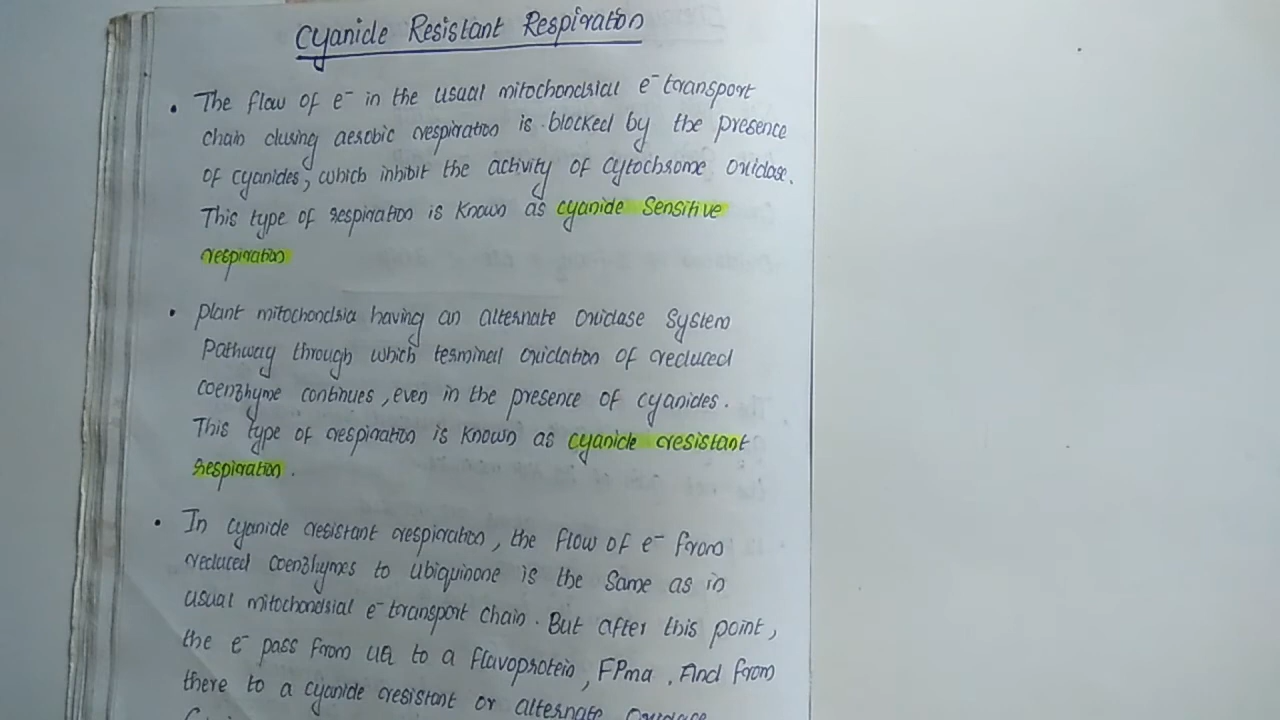 Cyanide Resistant Respiration
• The flow of e⁻ in the usual mitochondrial e⁻ transport
chain during aerobic respiration is blocked by the presence
of cyanides, which inhibit the activity of cytochrome oxidase.
This type of respiration is known as cyanide sensitive
respiration
• Plant mitochondria having an alternate oxidase system
pathway through which terminal oxidation of reduced
coenzhyme continues, even in the presence of cyanides.
This type of respiration is known as cyanide resistant
respiration.
• In cyanide resistant respiration, the flow of e⁻ from
reduced coenzhymes to ubiquinone is the same as in
usual mitochondrial e⁻ transport chain. But after this point,
the e⁻ pass from UQ to a flavoprotein, FPma. And from
there to a cyanide resistant or alternate oxidase